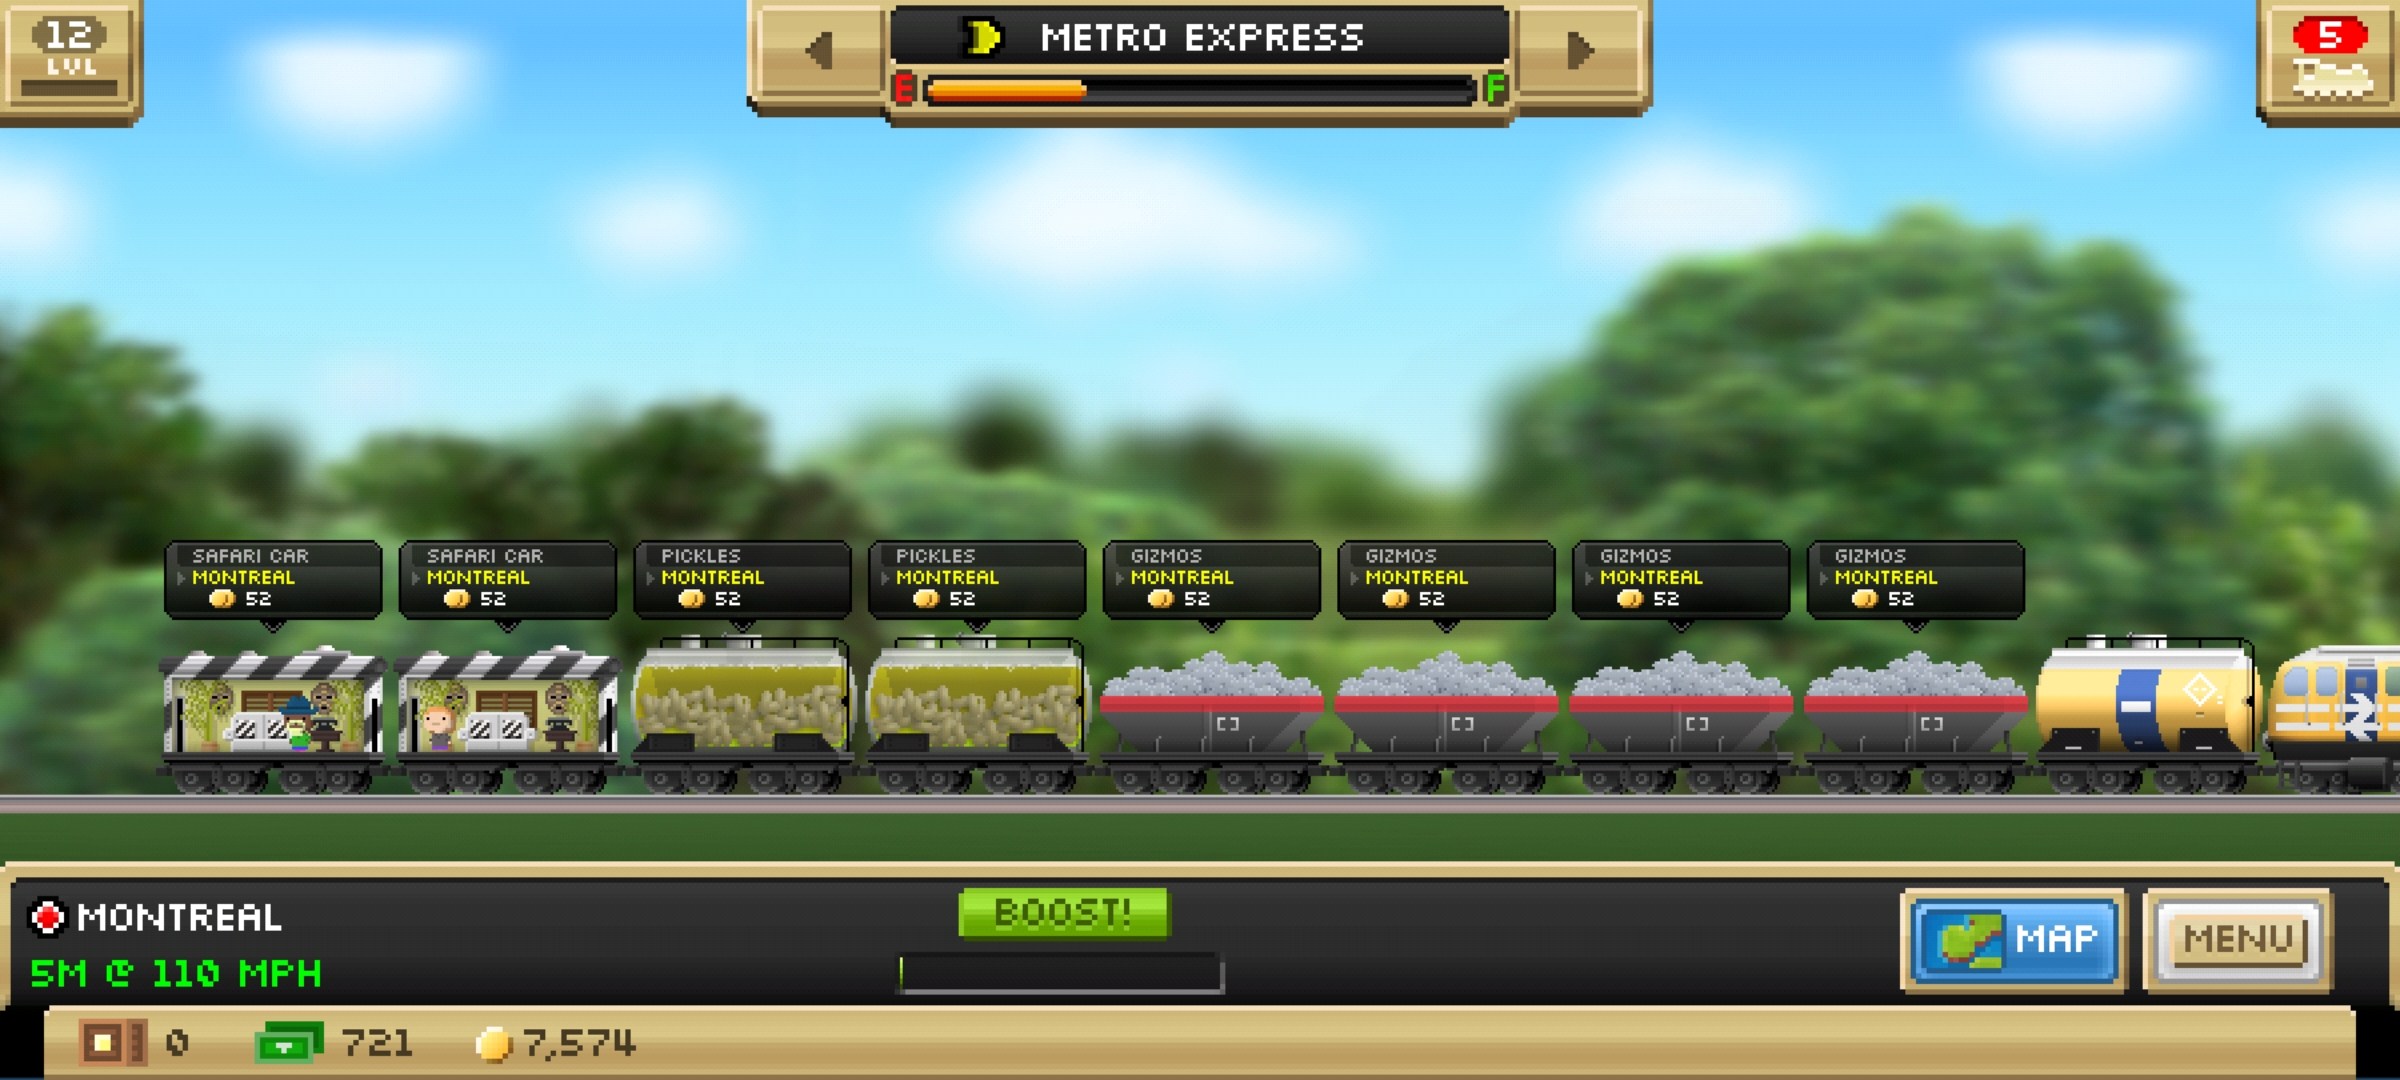 12
LVL
METRO EXPRESS
E
F
5
SAFARI CAR
MONTREAL
52
SAFARI CAR
MONTREAL
52
PICKLES
MONTREAL
52
PICKLES
MONTREAL
52
GIZMOS
MONTREAL
52
GIZMOS
MONTREAL
52
GIZMOS
MONTREAL
52
GIZMOS
MONTREAL
52
MONTREAL
5M @ 110 MPH
BOOST!
MAP
MENU
0
721
7,574